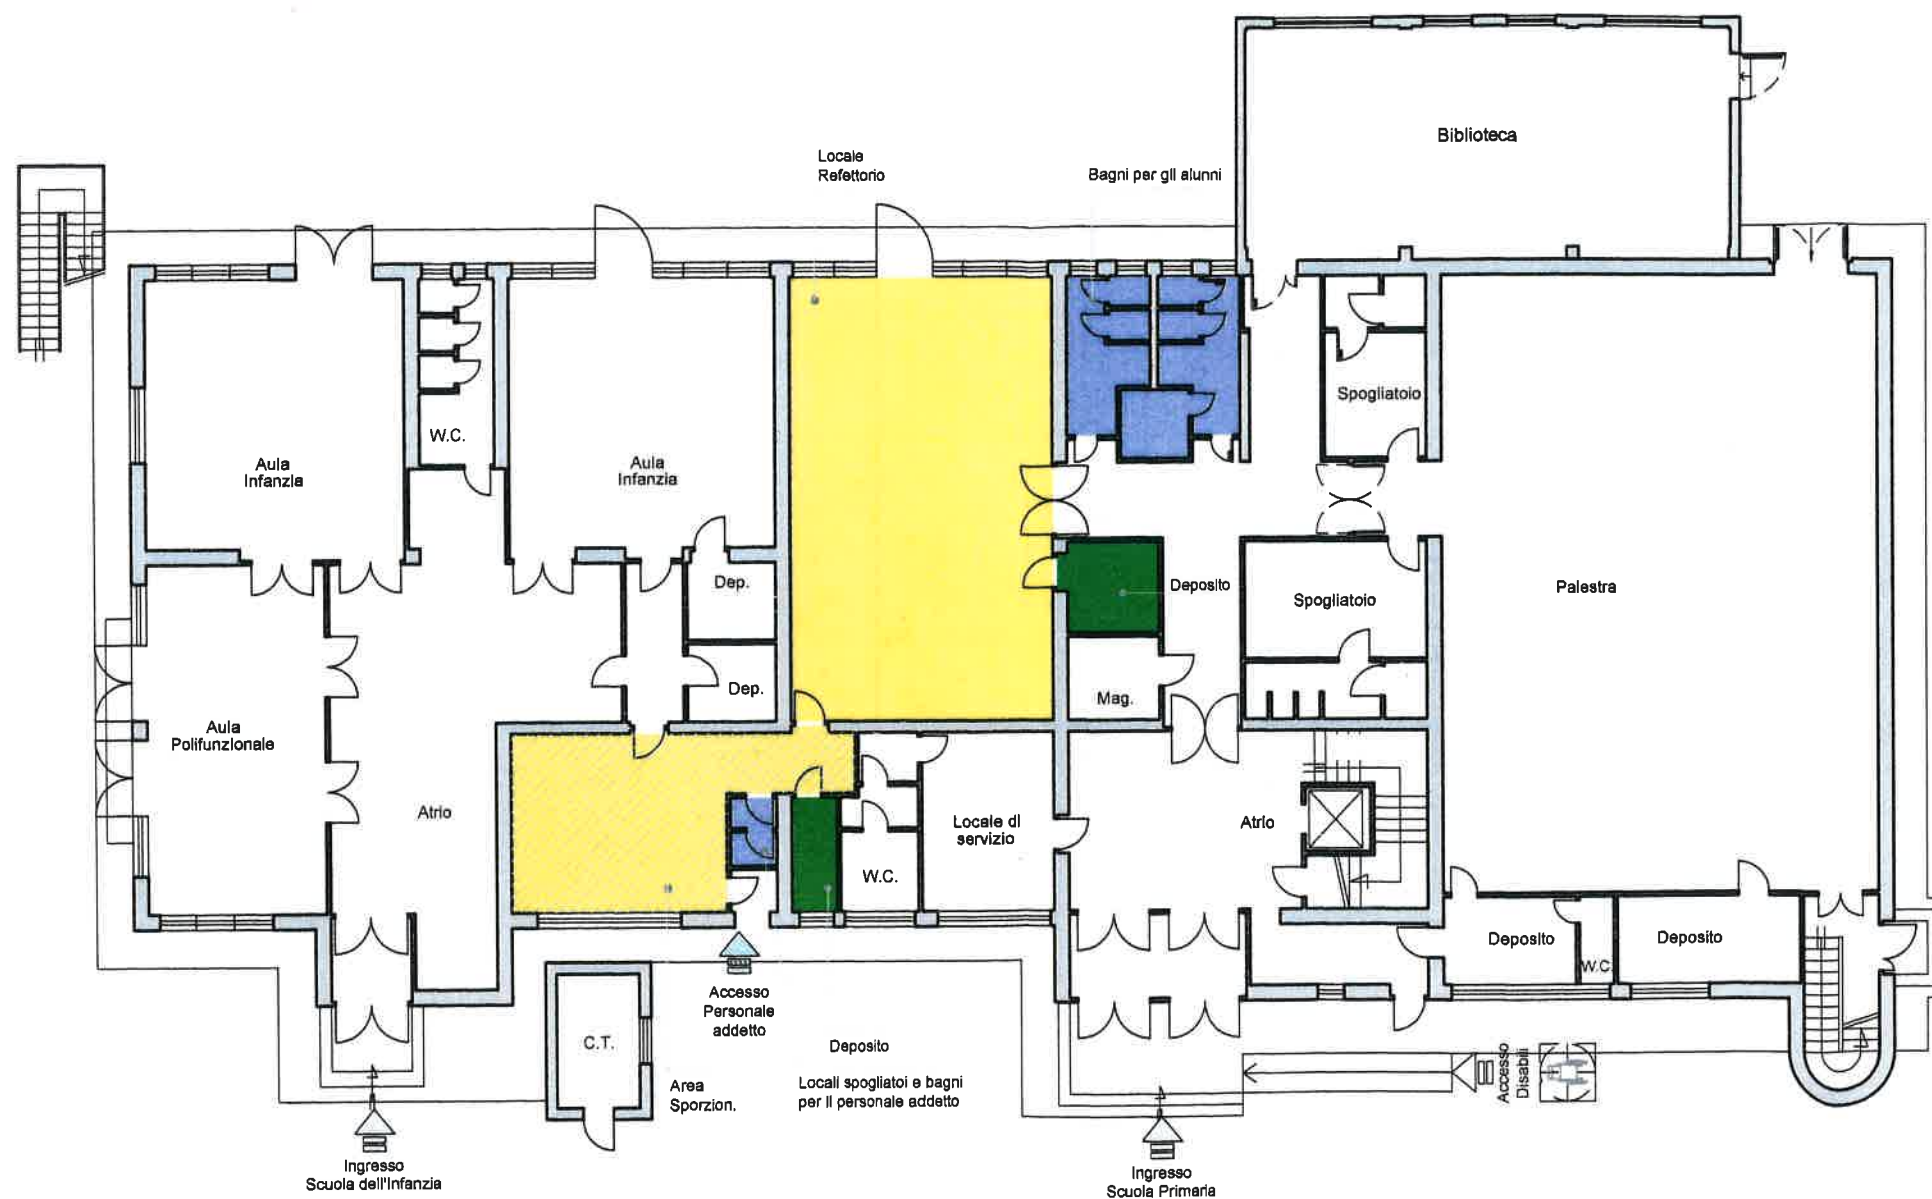 Biblioteca
Locale
Refettorio
Bagni per gli alunni
Spogliatoio
W.C.
Aula
Infanzia
Aula
Infanzia
Dep.
Deposito
Spogliatoio
Palestra
Dep.
Mag.
Aula
Polifunzionale
Atrio
Locale di
servizio
Atrio
W.C.
Deposito
W.C.
Deposito
Accesso
Personale
addetto
C.T.
Deposito
Area
Sporzion.
Locali spogliatoi e bagni
per il personale addetto
Accesso
Disabili
Ingresso
Scuola dell'Infanzia
Ingresso
Scuola Primaria